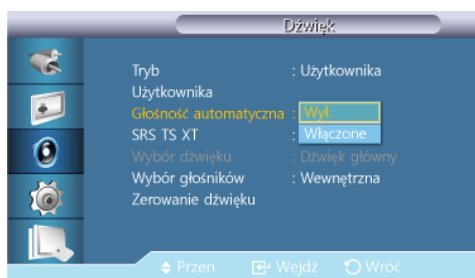 Dźwięk
Tryb : Użytkownika
Użytkownika
Głośność automatyczna : Wył.
SRS TS XT : Włączone
Wybór dźwięku : Dźwięk główny
Wybór głośników : Wewnętrzna
Zerowanie dźwięku
Przen. Wejdź Wróć